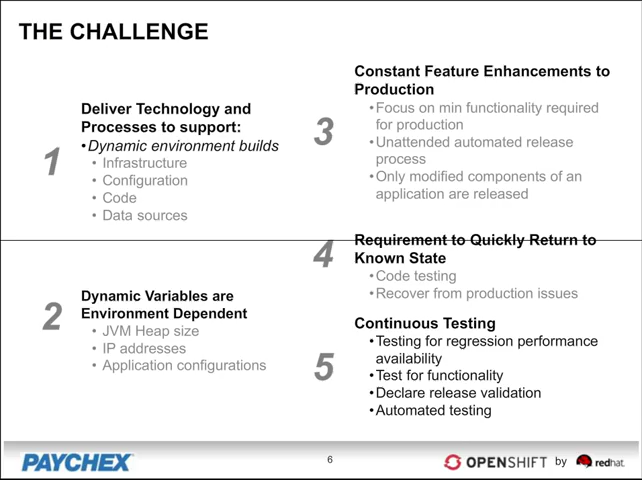 THE CHALLENGE
1
Deliver Technology and
Processes to support:
•Dynamic environment builds
• Infrastructure
• Configuration
• Code
• Data sources
2
Dynamic Variables are
Environment Dependent
• JVM Heap size
• IP addresses
• Application configurations
3
Constant Feature Enhancements to
Production
•Focus on min functionality required
for production
•Unattended automated release
process
•Only modified components of an
application are released
4
Requirement to Quickly Return to
Known State
•Code testing
•Recover from production issues
5
Continuous Testing
•Testing for regression performance
availability
•Test for functionality
•Declare release validation
•Automated testing
PAYCHEX
6
OPENSHIFT by redhat.